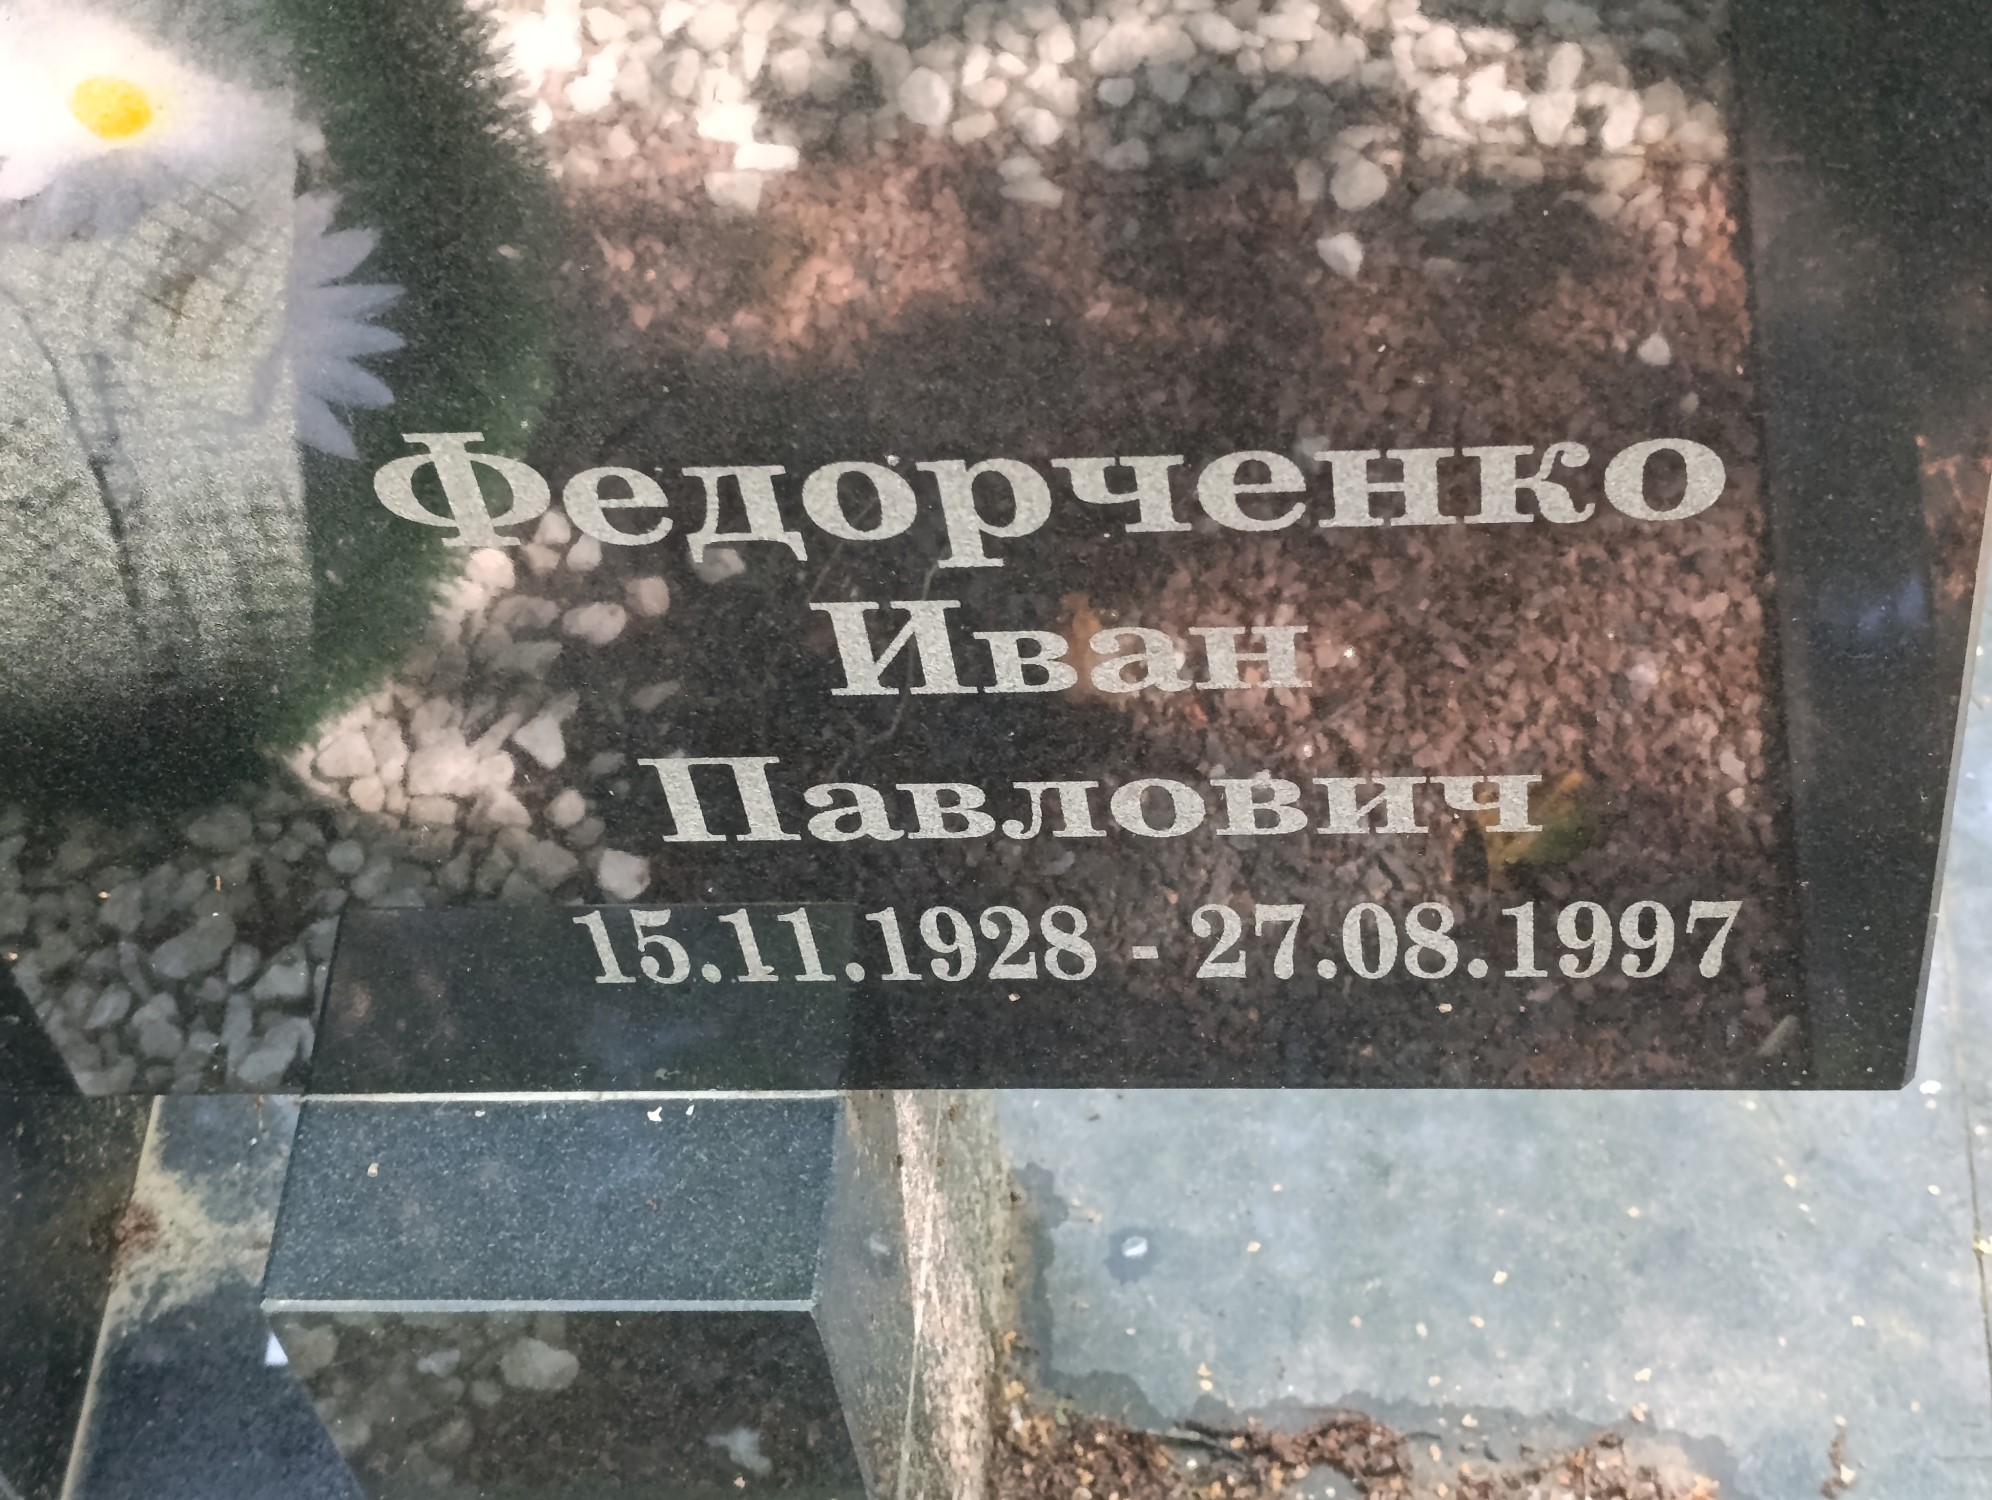 Федорченко
Иван
Павлович
15.11.1928 - 27.08.1997